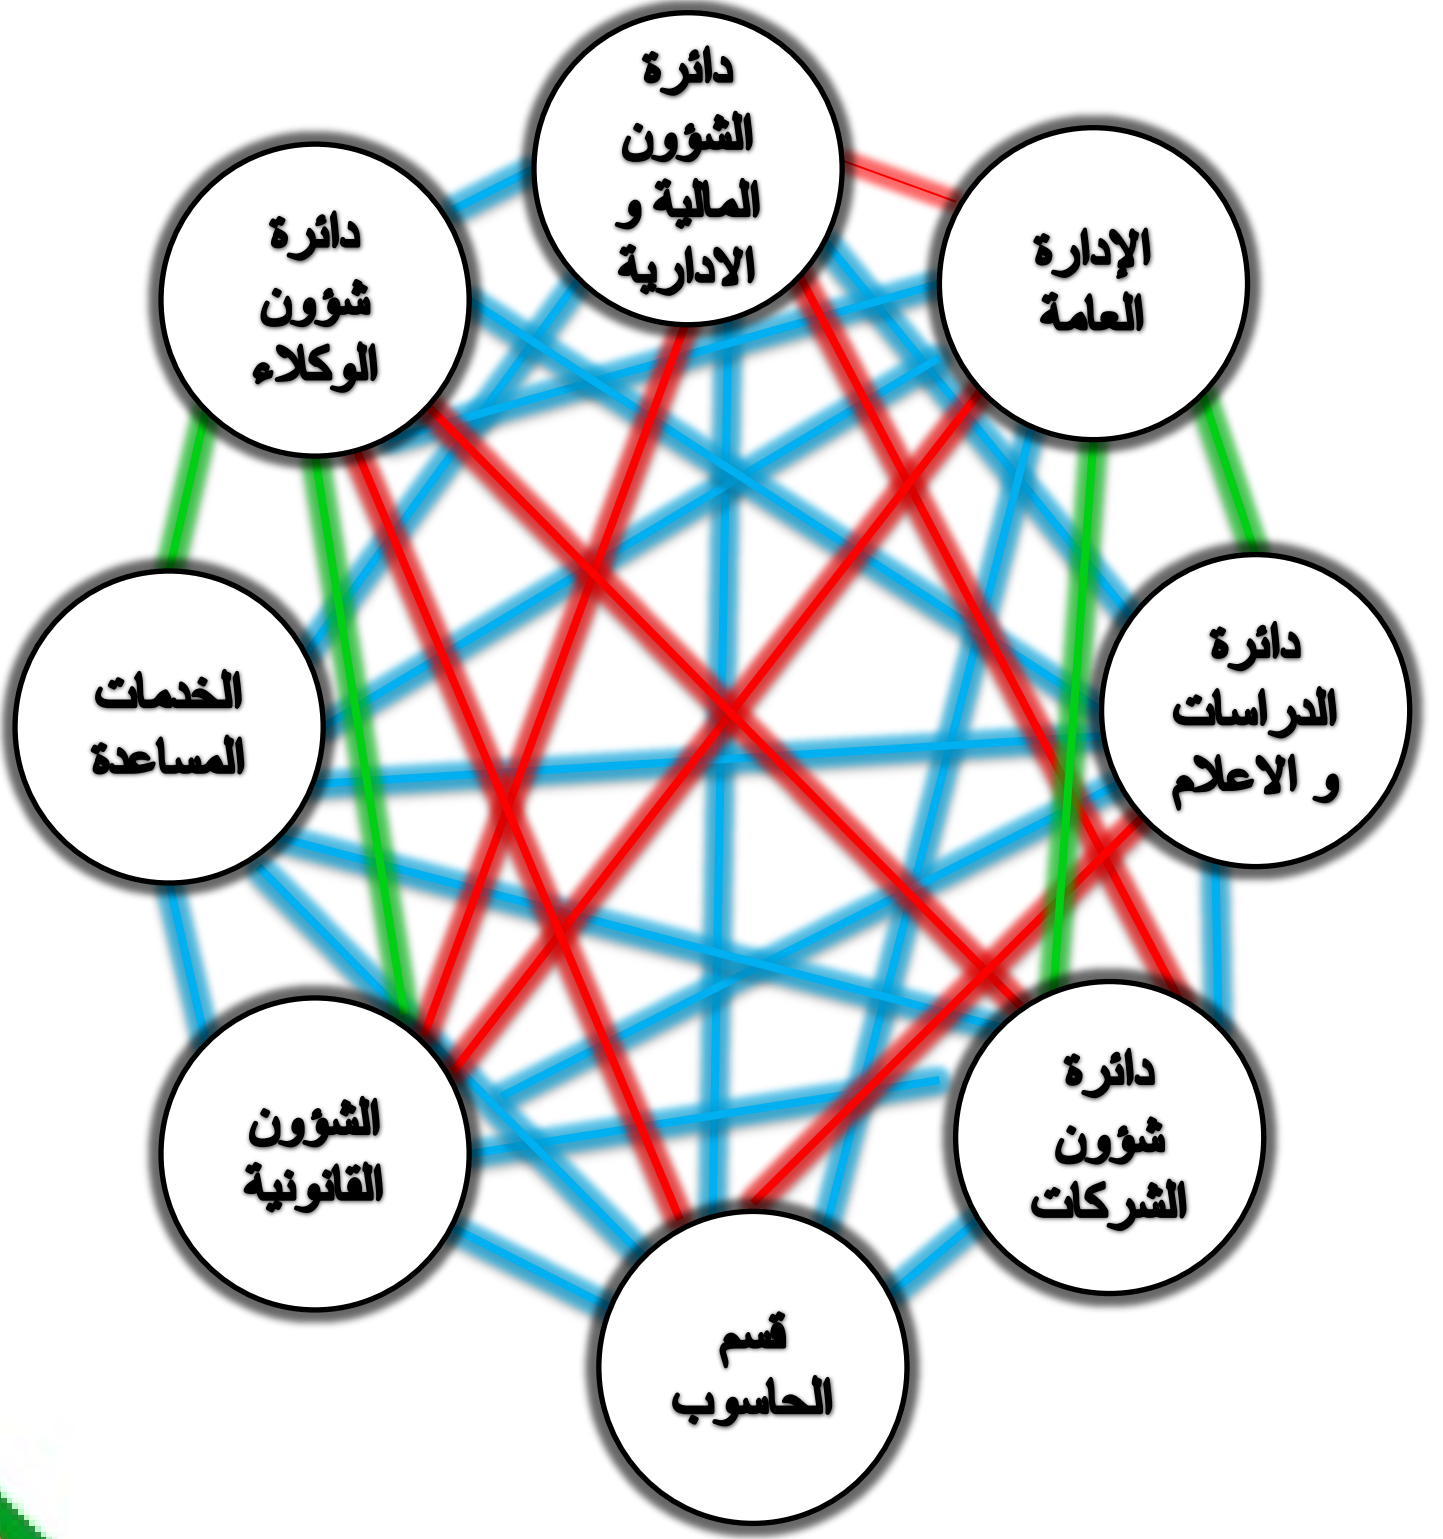 دائرة
الشؤون
المالية و
الادارية
الإدارة
العامة
دائرة
شؤون
الوكلاء
دائرة
الدراسات
و الاعلام
الخدمات
المساعدة
دائرة
شؤون
الشركات
الشؤون
القانونية
قسم
الحاسوب